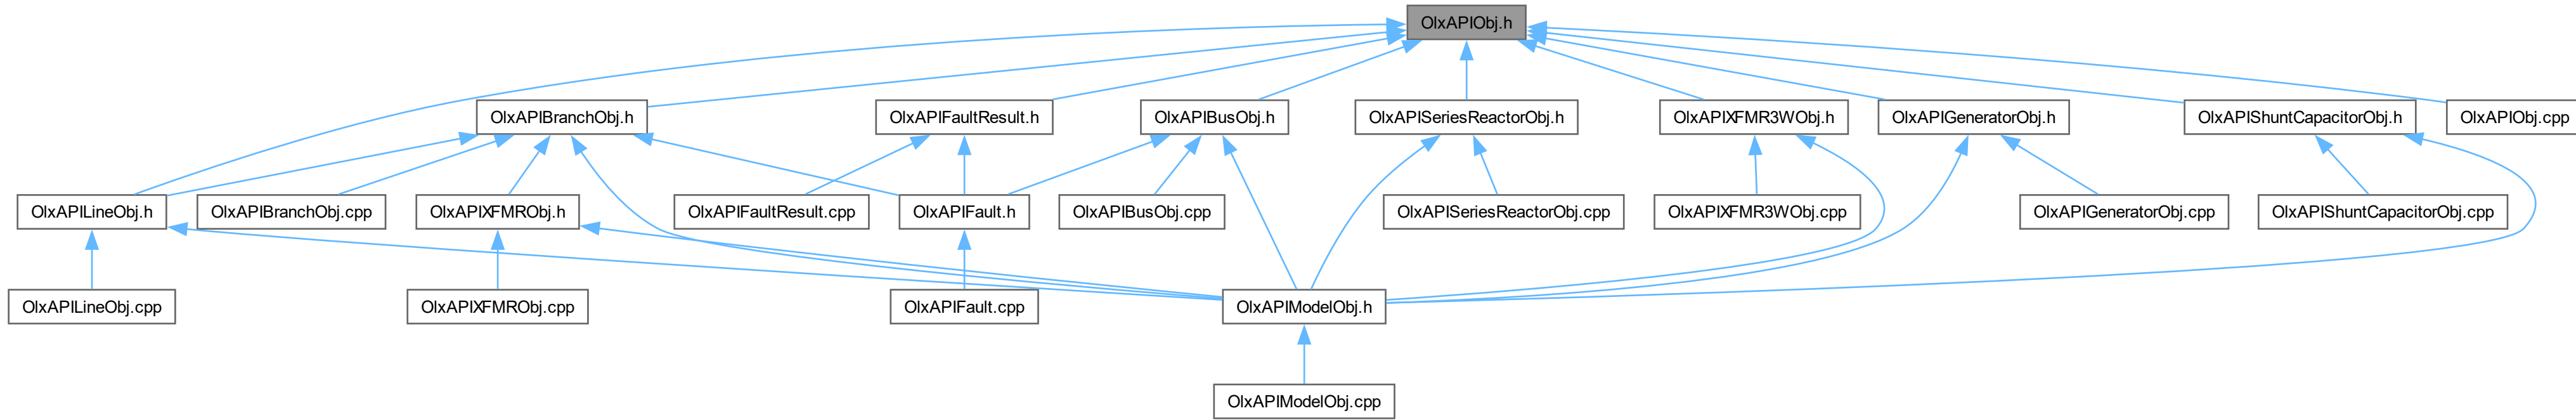 OlxAPIObj.h
OlxAPIBranchObj.h
OlxAPIFaultResult.h
OlxAPIBusObj.h
OlxAPISeriesReactorObj.h
OlxAPIXFMR3WObj.h
OlxAPIGeneratorObj.h
OlxAPIShuntCapacitorObj.h
OlxAPIObj.cpp
OlxAPILineObj.h
OlxAPIBranchObj.cpp
OlxAPIXFMRObj.h
OlxAPIFaultResult.cpp
OlxAPIFault.h
OlxAPIBusObj.cpp
OlxAPISeriesReactorObj.cpp
OlxAPIXFMR3WObj.cpp
OlxAPIGeneratorObj.cpp
OlxAPIShuntCapacitorObj.cpp
OlxAPILineObj.cpp
OlxAPIXFMRObj.cpp
OlxAPIFault.cpp
OlxAPIModelObj.h
OlxAPIModelObj.cpp